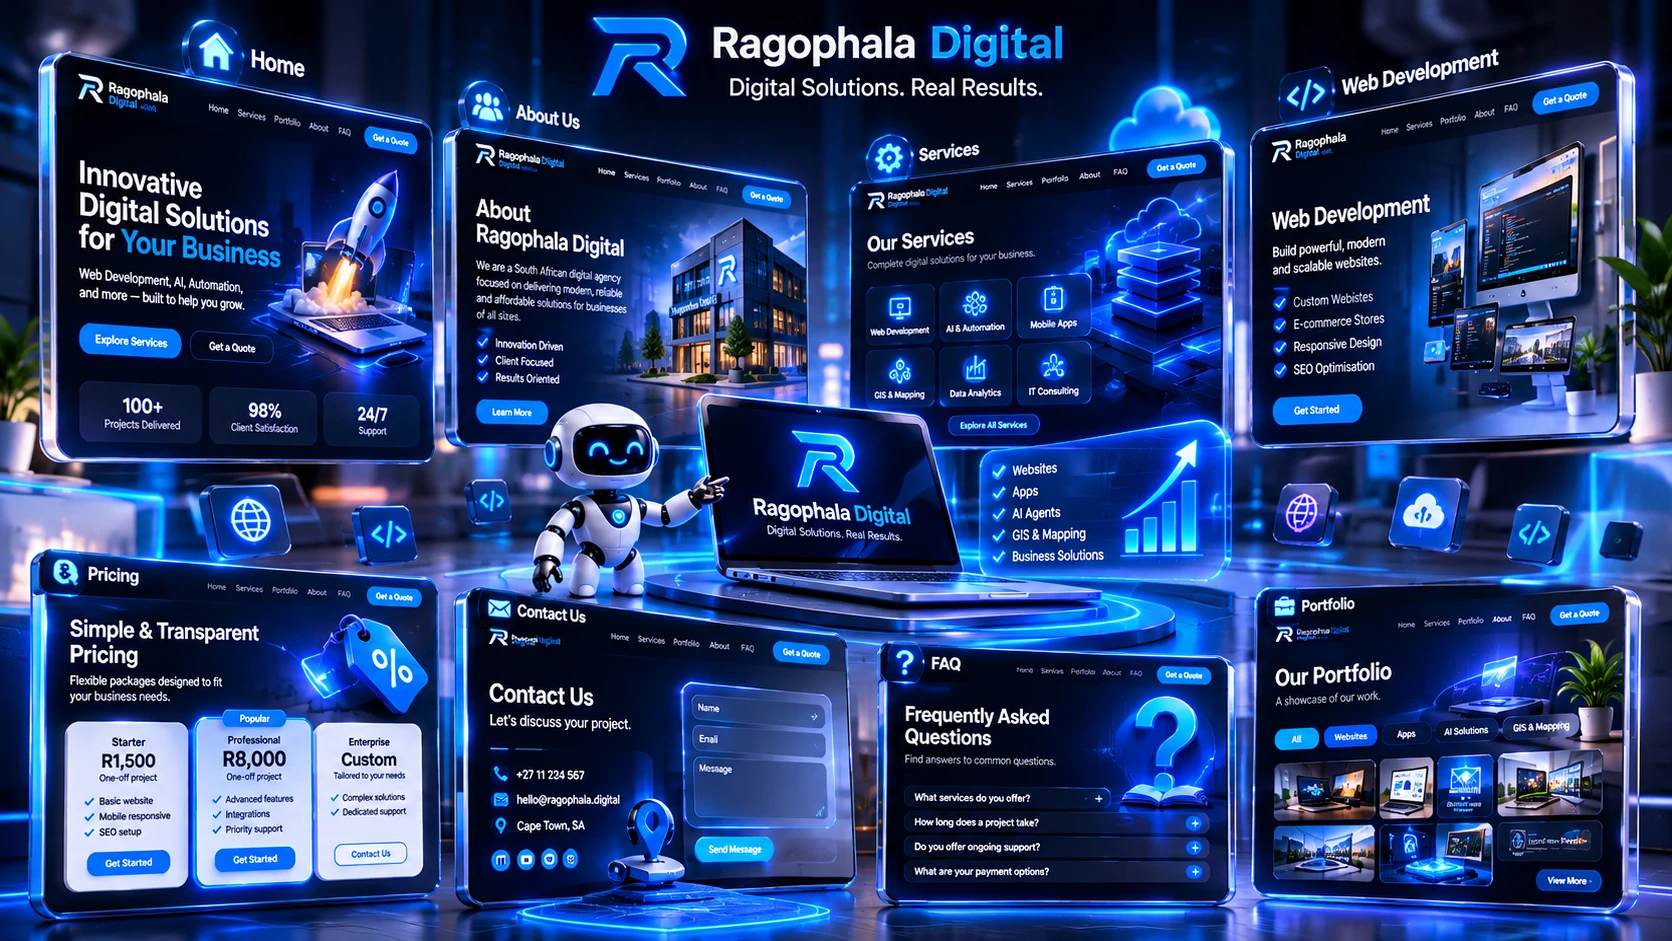 Ragophala Digital
Digital Solutions. Real Results.
Home
Ragophala
Digital
Home Services Portfolio About FAQ Get a Quote
Innovative
Digital Solutions
for Your Business
Web Development, AI, Automation,
and more — built to help you grow.
Explore Services Get a Quote
100+
Projects Delivered
98%
Client Satisfaction
24/7
Support
About Us
Ragophala Digital
Home Services Portfolio About FAQ Get a Quote
About
Ragophala Digital
We are a South African digital agency
focused on delivering modern, reliable
and affordable solutions for businesses
of all sizes.
Innovation Driven
Client Focused
Results Oriented
Learn More
Services
Ragophala Digital
Home Services Portfolio About FAQ Get a Quote
Our Services
Complete digital solutions for your business.
Web Development
AI & Automation
Mobile Apps
GIS & Mapping
Data Analytics
IT Consulting
Explore All Services
</> Web Development
Ragophala
Digital
Home Services Portfolio About FAQ Get a Quote
Web Development
Build powerful, modern
and scalable websites.
Custom Webistes
E-commerce Stores
Responsive Design
SEO Optimisation
Get Started
Ragophala Digital
Digital Solutions. Real Results.
Websites
Apps
AI Agents
GIS & Mapping
Business Solutions
</>
</>
</>
Pricing
Home Services Portfolio About FAQ Get a Quote
Simple & Transparent
Pricing
Flexible packages designed to fit
your business needs.
%
Starter
R1,500
One-off project
Basic website
Mobile responsive
SEO setup
Get Started
Popular
Professional
R8,000
One-off project
Advanced features
Integrations
Priority support
Get Started
Enterprise
Custom
Tailored to your needs
Complex solutions
Dedicated support
Contact Us
Contact Us
Home Services Portfolio About FAQ Get a Quote
Contact Us
Let's discuss your project.
+27 11 224 567
hello@ragophala.digital
Cape Town, SA
Name
Email
Message
Send Message
? FAQ
Home Services Portfolio About FAQ Get a Quote
Frequently Asked
Questions
Find answers to common questions.
?
What services do you offer? +
How long does a project take? +
Do you offer ongoing support? +
What are your payment options? +
Portfolio
Home Services Portfolio About FAQ Get a Quote
Our Portfolio
A showcase of our work.
All Websites Apps AI Solutions GIS & Mapping
View More